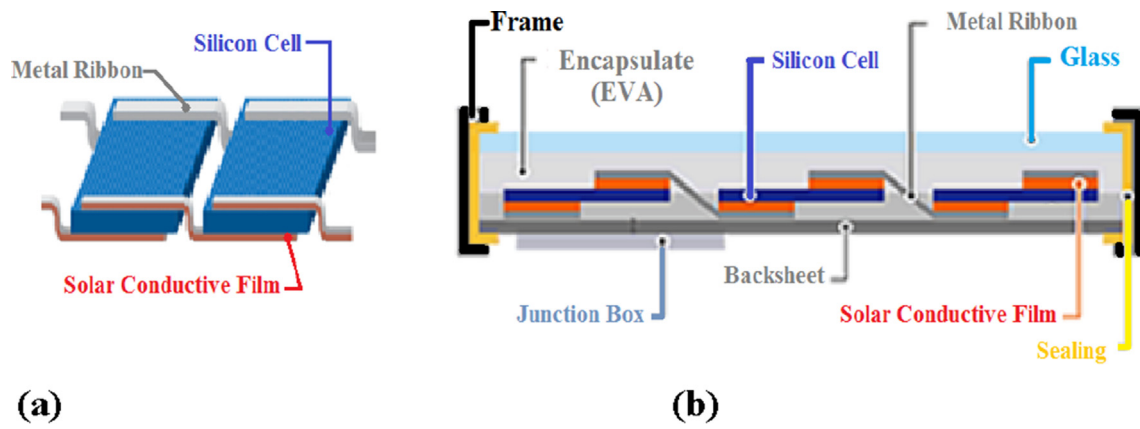 Silicon Cell
Metal Ribbon
Solar Conductive Film
(a)
Frame
Metal Ribbon
Encapsulate
(EVA)
Silicon Cell
Glass
Backsheet
Junction Box
Solar Conductive Film
Sealing
(b)